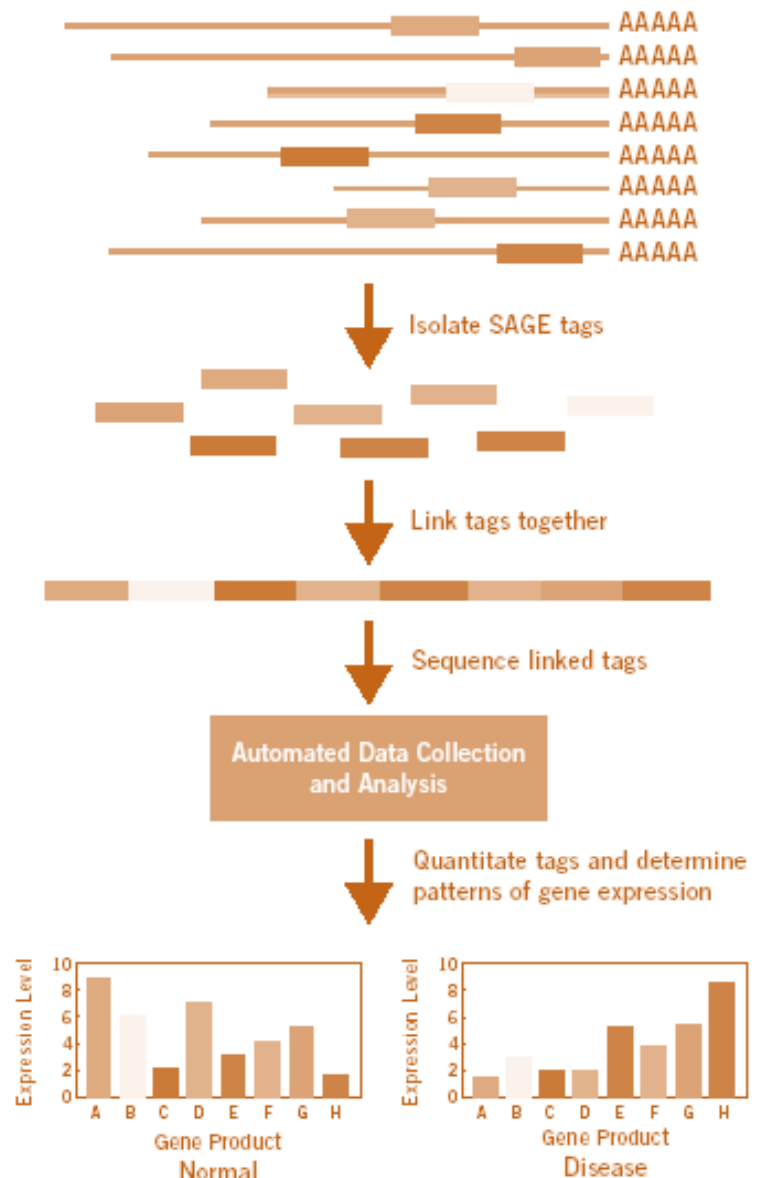 AAAAA
AAAAA
AAAAA
AAAAA
AAAAA
AAAAA
AAAAA
AAAAA
Isolate SAGE tags
Link tags together
Sequence linked tags
Automated Data Collection
and Analysis
Quantitate tags and determine
patterns of gene expression
Expression Level
10
8
6
4
2
0
A B C D E F G H
Gene Product
Normal
Expression Level
10
8
6
4
2
0
A B C D E F G H
Gene Product
Disease